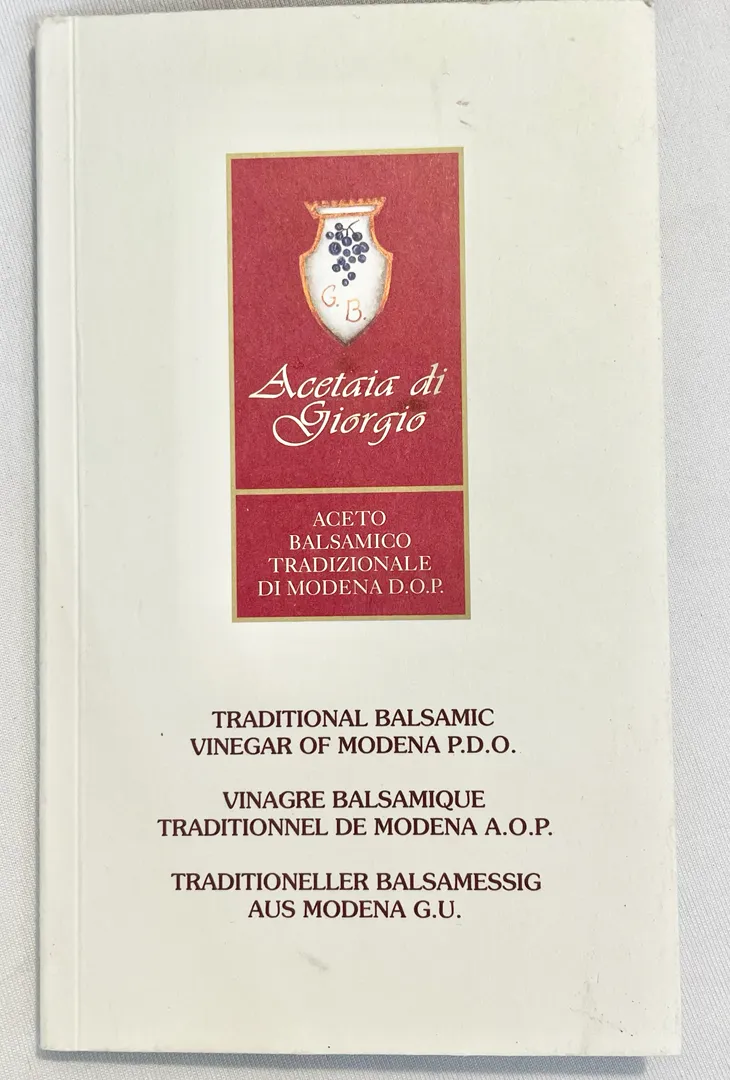 G. B.
Acetaia di
Giorgio
ACETO
BALSAMICO
TRADIZIONALE
DI MODENA D.O.P.
TRADITIONAL BALSAMIC
VINEGAR OF MODENA P.D.O.
VINAGRE BALSAMIQUE
TRADITIONNEL DE MODENA A.O.P.
TRADITIONELLER BALSAMESSIG
AUS MODENA G.U.